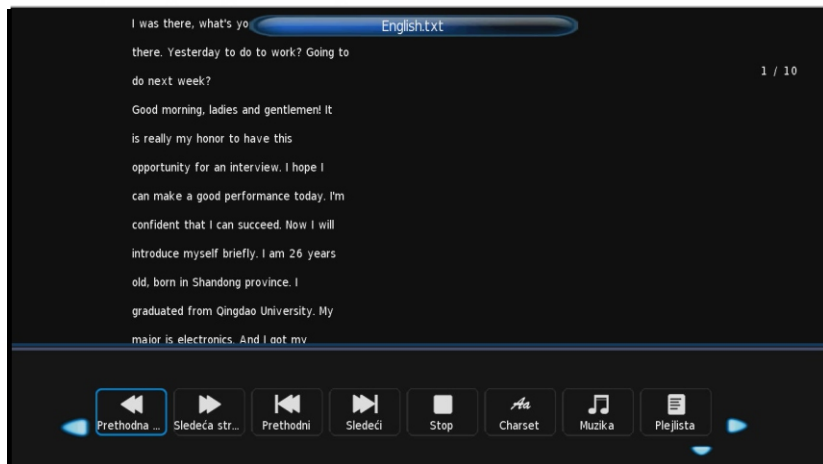 English.txt
I was there, what's yo
there. Yesterday to do to work? Going to
do next week?
1 / 10
Good morning, ladies and gentlemen! It
is really my honor to have this
opportunity for an interview. I hope I
can make a good performance today. I'm
confident that I can succeed. Now I will
introduce myself briefly. I am 26 years
old, born in Shandong province. I
graduated from Qingdao University. My
major is electronics. And I got my
Prethodna ...
Sledeća str...
Prethodni
Sledeći
Stop
Aa
Charset
Muzika
Plejlista